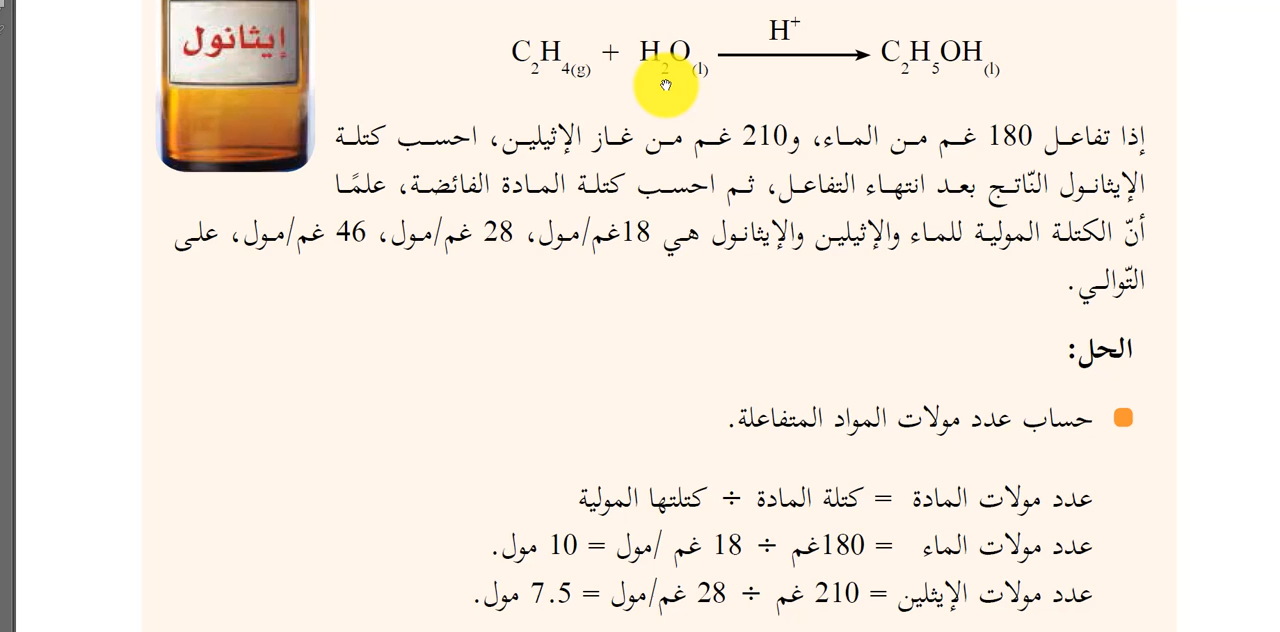 إيثانول
C2H4(g) + H2O(l) H+ → C2H5OH(l)
إذا تفاعل 180 غم من الماء، و210 غم من غاز الإثيلين، احسب كتلة
الإيثانول النّاتج بعد انتهاء التفاعل، ثم احسب كتلة المادة الفائضة، علمًا
أنّ الكتلة المولية للماء والإثيلين والإيثانول هي 18غم/مول، 28 غم/مول، 46 غم/مول، على
التّوالي.
الحل:
حساب عدد مولات المواد المتفاعلة.
عدد مولات المادة = كتلة المادة ÷ كتلتها المولية
عدد مولات الماء = 180غم ÷ 18 غم /مول = 10 مول.
عدد مولات الإيثلين = 210 غم ÷ 28 غم/مول = 7.5 مول.